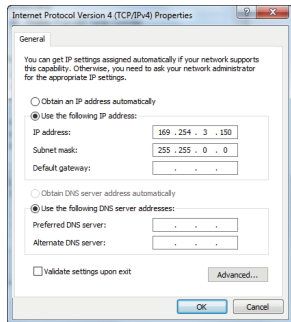 Internet Protocol Version 4 (TCP/IPv4) Properties
General
You can get IP settings assigned automatically if your network supports
this capability. Otherwise, you need to ask your network administrator
for the appropriate IP settings.
Obtain an IP address automatically
Use the following IP address:
IP address: 169 . 254 . 3 . 150
Subnet mask: 255 . 255 . 0 . 0
Default gateway: . . .
Obtain DNS server address automatically
Use the following DNS server addresses:
Preferred DNS server: . . .
Alternate DNS server: . . .
Validate settings upon exit
Advanced...
OK Cancel